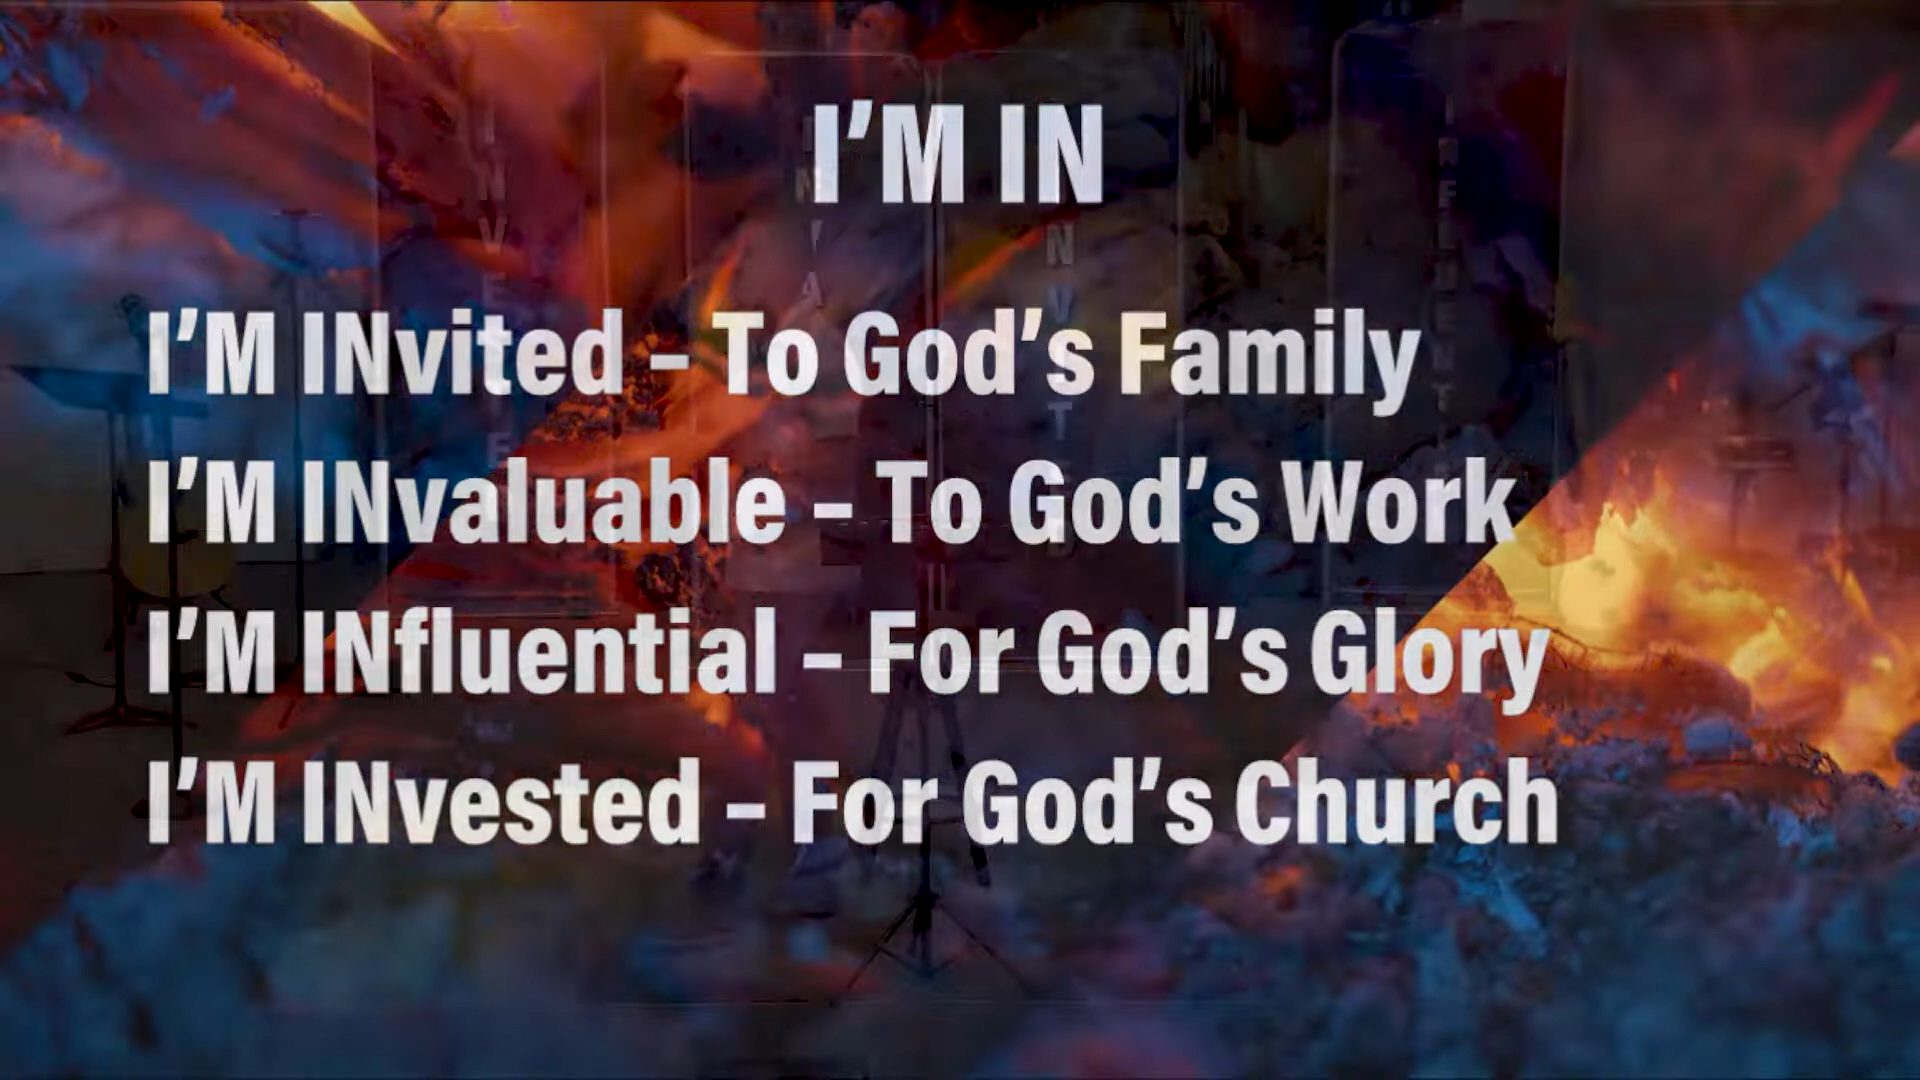 I'M IN
I'M INvited – To God's Family
I'M INvaluable – To God's Work
I'M INfluential – For God's Glory
I'M INvested – For God's Church